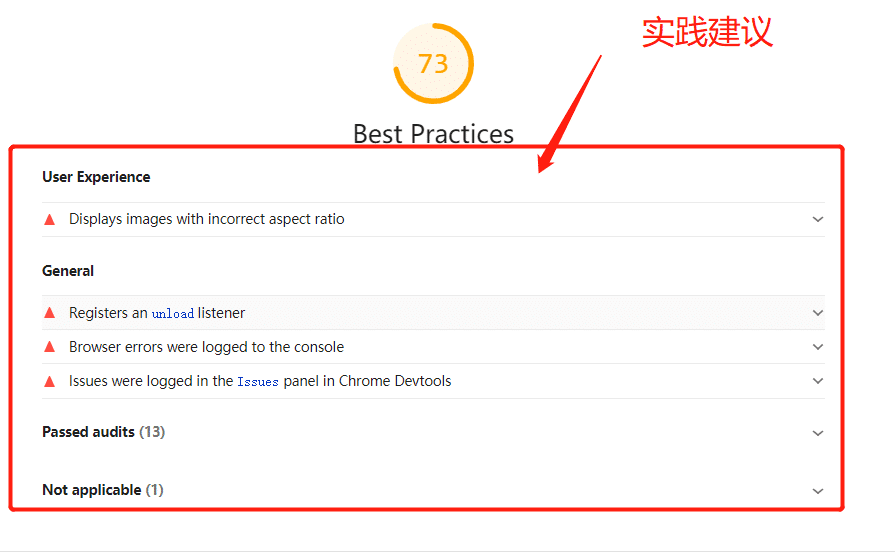 实践建议
73
Best Practices
User Experience
Displays images with incorrect aspect ratio
General
Registers an unload listener
Browser errors were logged to the console
Issues were logged in the Issues panel in Chrome Devtools
Passed audits (13)
Not applicable (1)